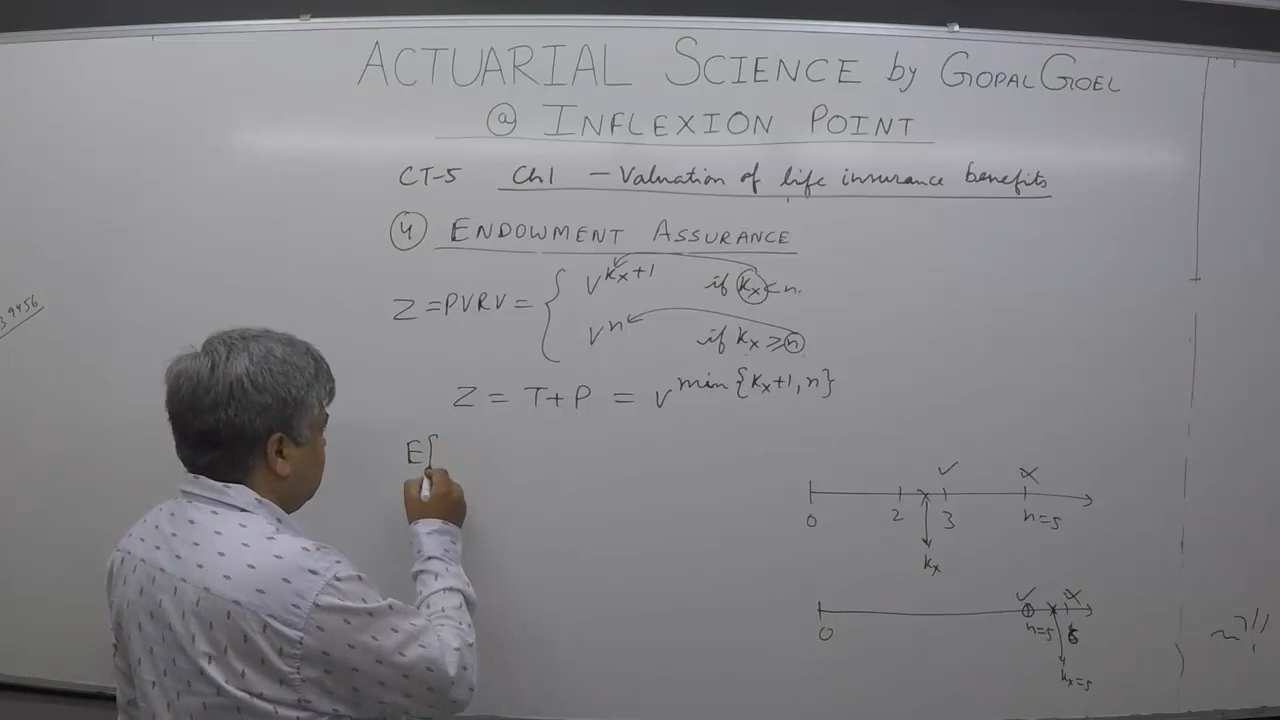 ACTUARIAL SCIENCE by GOPAL GOEL
@ INFLEXION POINT
CT-5 Ch1 - Valuation of life insurance benefits
4 ENDOWMENT ASSURANCE
Z = PVRV = { v^{Kx+1} if Kx < n.
v^n if Kx ≥ n
Z = T+P = v^{min {Kx+1, n}}
E[
0 2 3 n=5
Kx
0 n=5 6
Kx=5
39456